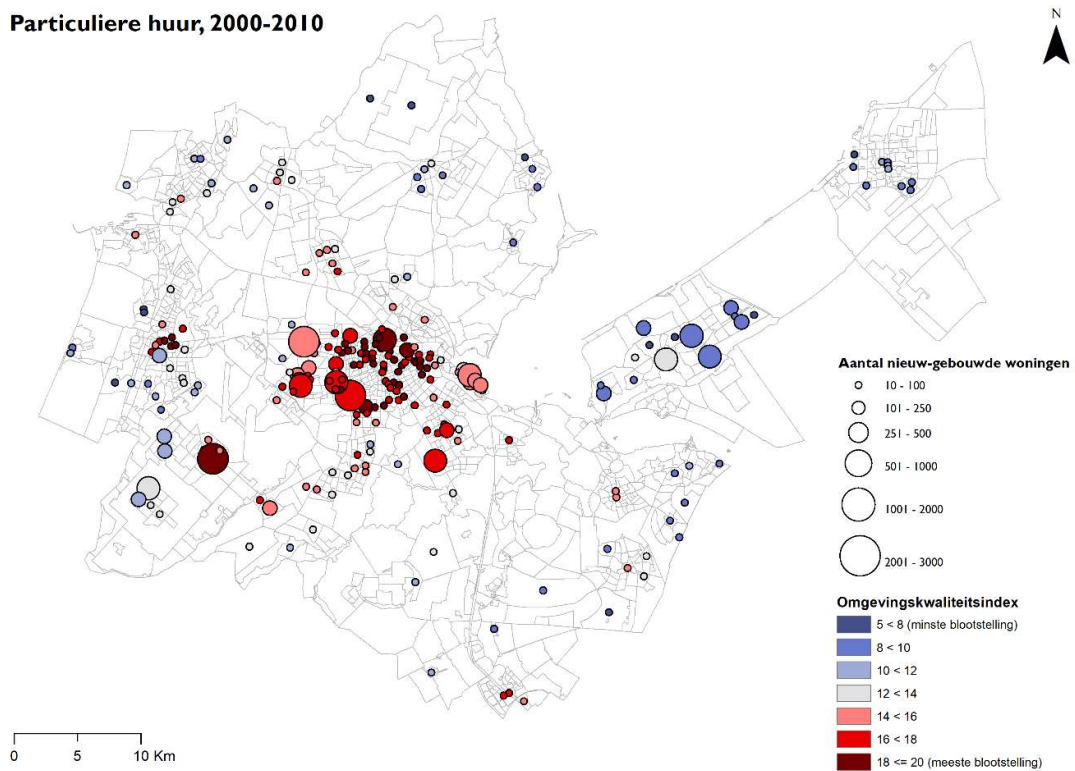 Particuliere huur, 2000-2010
N
Aantal nieuw-gebouwde woningen
10 - 100
101 - 250
251 - 500
501 - 1000
1001 - 2000
2001 - 3000
Omgevingskwaliteitsindex
5 < 8 (minste blootstelling)
8 < 10
10 < 12
12 < 14
14 < 16
16 < 18
18 <= 20 (meeste blootstelling)
0 5 10 Km